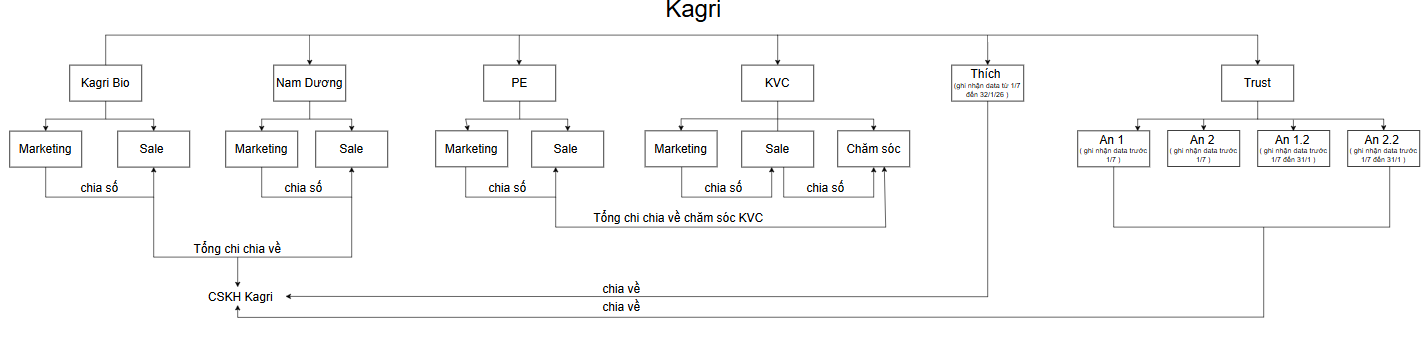 Kagri
Kagri Bio
Nam Dương
PE
KVC
Thích
(ghi nhận data từ 1/7
đến 32/1/26 )
Trust
Marketing
Sale
Marketing
Sale
Marketing
Sale
Marketing
Sale
Chăm sóc
An 1
( ghi nhận data trước
1/7 )
An 2
( ghi nhận data trước
1/7 )
An 1.2
( ghi nhận data trước
1/7 đến 31/1 )
An 2.2
( ghi nhận data trước
1/7 đến 31/1 )
chia số
chia số
chia số
chia số
chia số
Tổng chi chia về chăm sóc KVC
Tổng chi chia về
CSKH Kagri
chia về
chia về